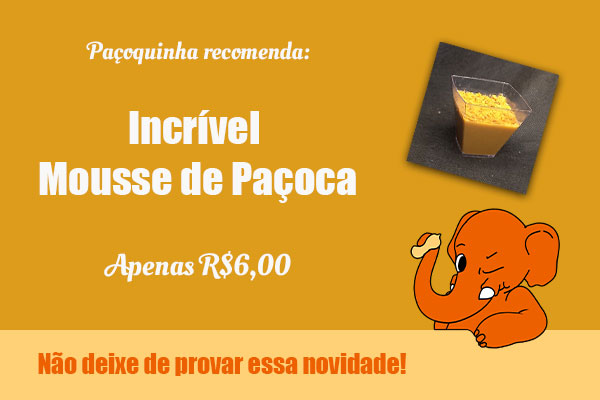 Paçoquinha recomenda:
Incrível
Mousse de Paçoca
Apenas R$6,00
Não deixe de provar essa novidade!